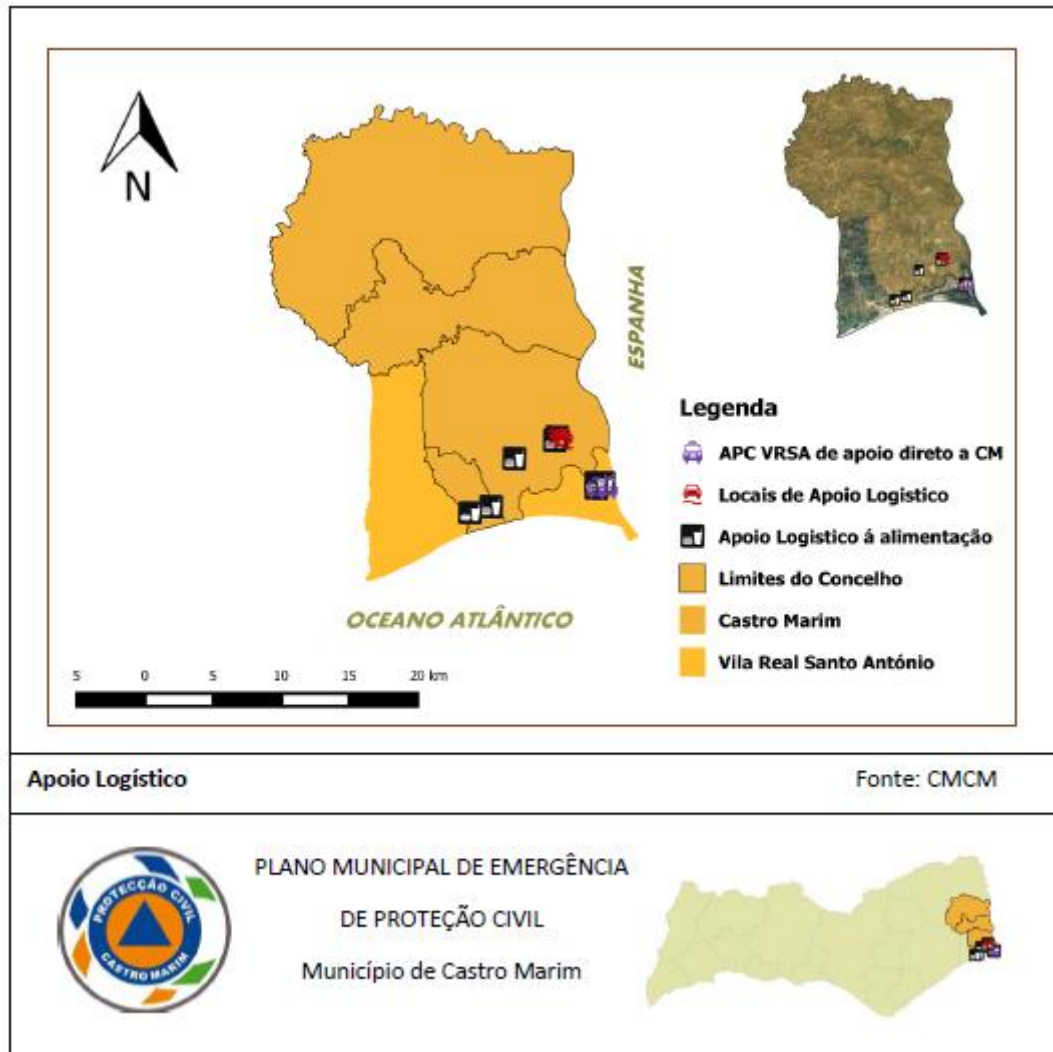 N
ESPANHA
OCEANO ATLÂNTICO
5 0 5 10 15 20 km
Legenda
APC VRSA de apoio direto a CM
Locais de Apoio Logistico
Apoio Logistico á alimentação
Limites do Concelho
Castro Marim
Vila Real Santo António
Apoio Logístico
Fonte: CMCM
PROTECÇÃO CIVIL
CASTRO MARIM
PLANO MUNICIPAL DE EMERGÊNCIA
DE PROTEÇÃO CIVIL
Município de Castro Marim